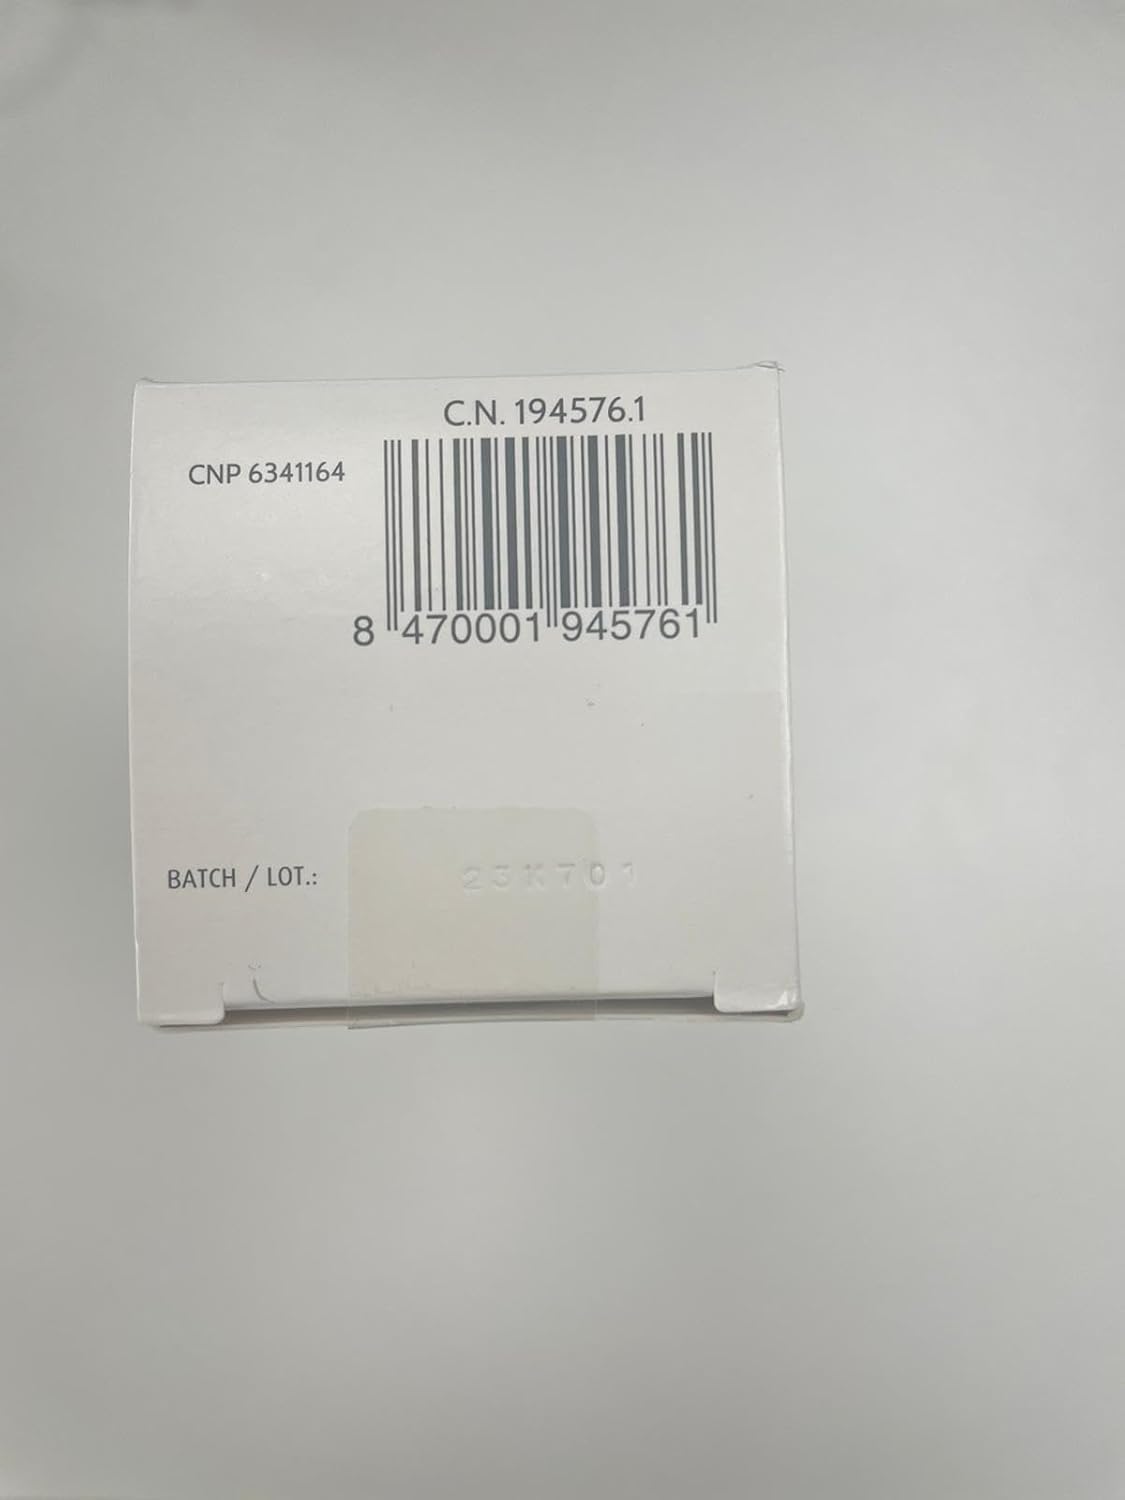 C.N. 194576.1
CNP 6341164
8 470001 945761
BATCH / LOT.: 23K701